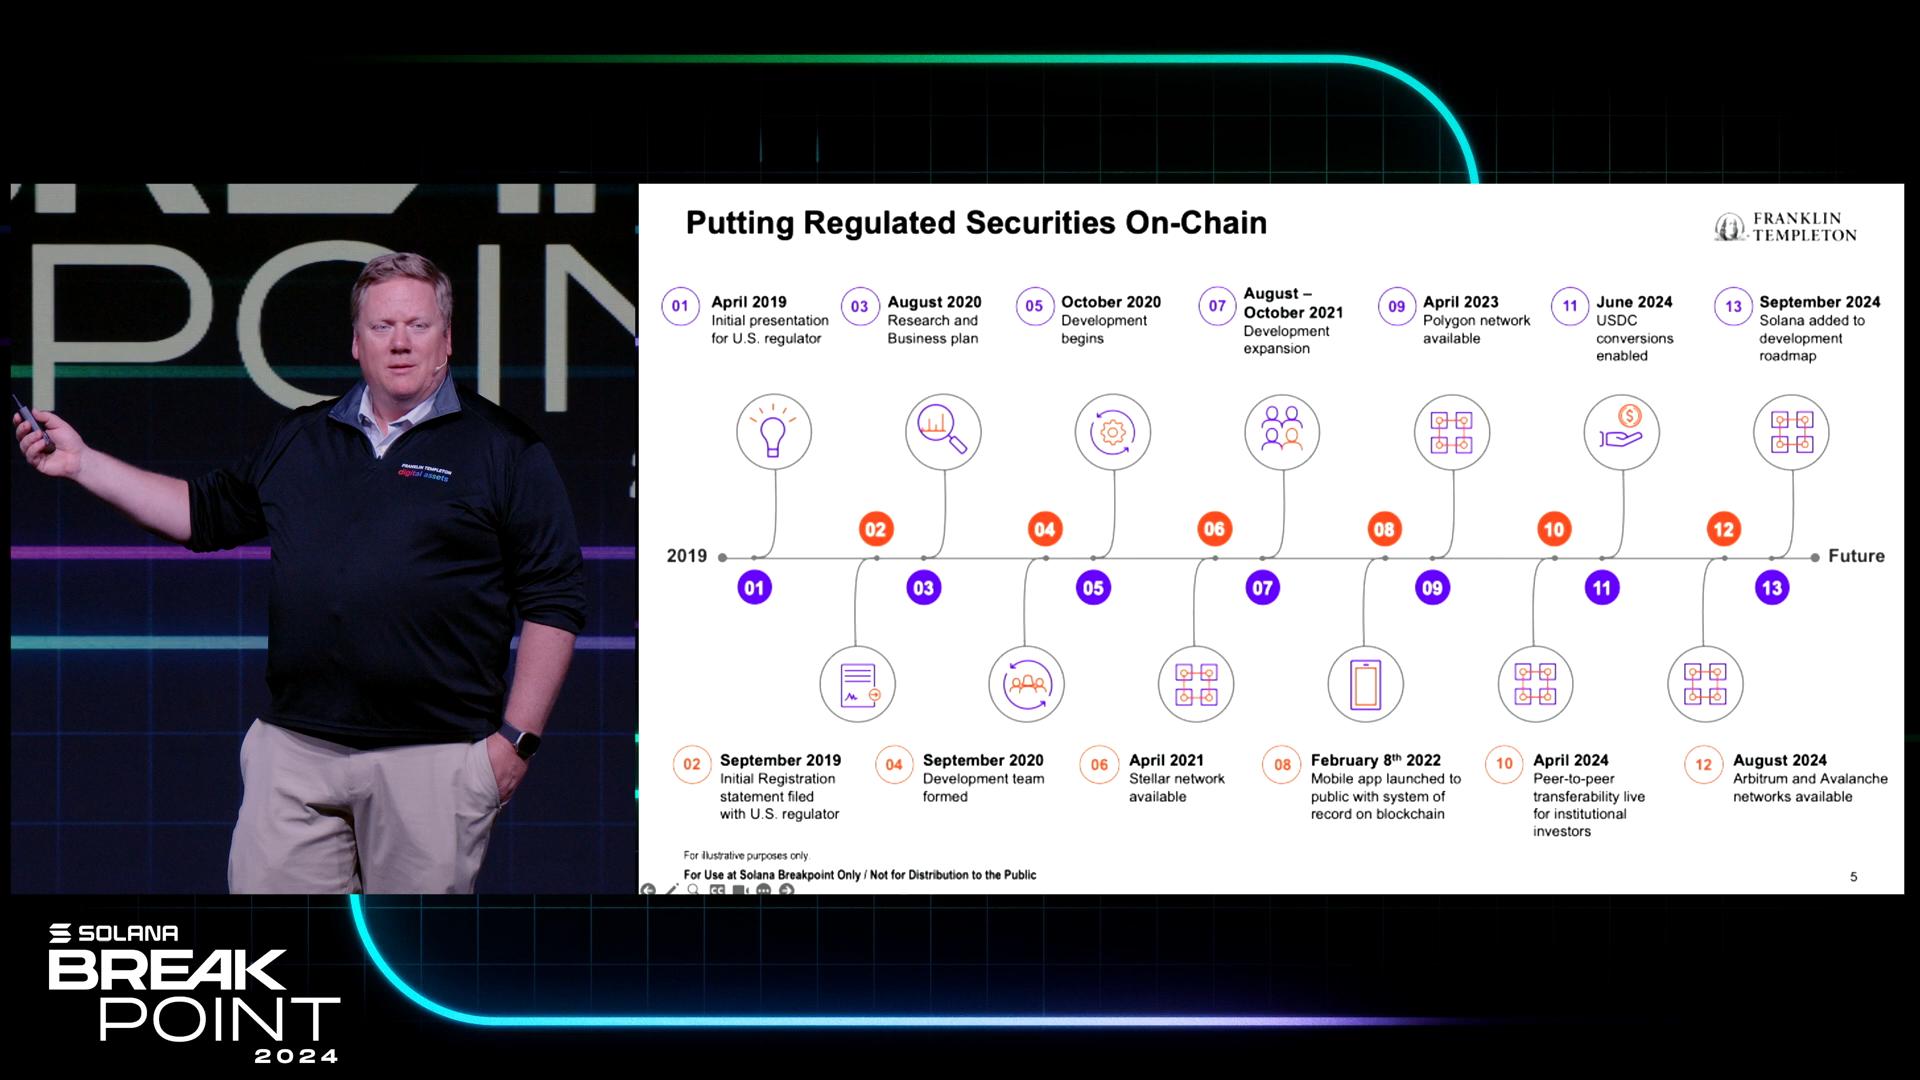 POINT
FRANKLIN TEMPLETON
digital assets
Putting Regulated Securities On-Chain
FRANKLIN
TEMPLETON
01
April 2019
Initial presentation
for U.S. regulator
03
August 2020
Research and
Business plan
05
October 2020
Development
begins
07
August –
October 2021
Development
expansion
09
April 2023
Polygon network
available
11
June 2024
USDC
conversions
enabled
13
September 2024
Solana added to
development
roadmap
02
04
06
08
10
12
2019
Future
01
03
05
07
09
11
13
02
September 2019
Initial Registration
statement filed
with U.S. regulator
04
September 2020
Development team
formed
06
April 2021
Stellar network
available
08
February 8th 2022
Mobile app launched to
public with system of
record on blockchain
10
April 2024
Peer-to-peer
transferability live
for institutional
investors
12
August 2024
Arbitrum and Avalanche
networks available
For illustrative purposes only.
For Use at Solana Breakpoint Only / Not for Distribution to the Public
5
CC
SOLANA
BREAK
POINT
2024